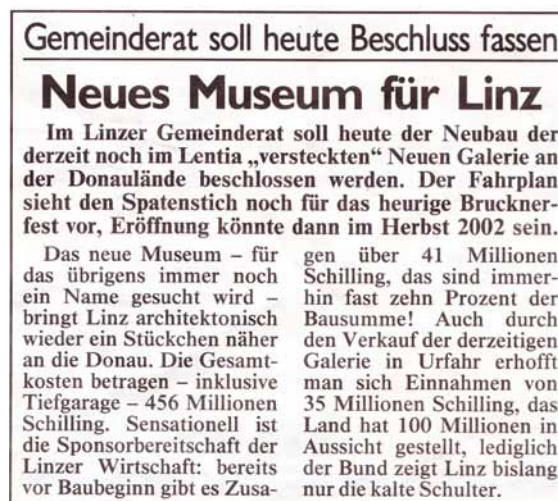 Gemeinderat soll heute Beschluss fassen
Neues Museum für Linz
Im Linzer Gemeinderat soll heute der Neubau der
derzeit noch im Lentia „versteckten“ Neuen Galerie an
der Donaulände beschlossen werden. Der Fahrplan
sieht den Spatenstich noch für das heurige Bruckner-
fest vor, Eröffnung könnte dann im Herbst 2002 sein.
Das neue Museum – für
das übrigens immer noch
ein Name gesucht wird –
bringt Linz architektonisch
wieder ein Stückchen näher
an die Donau. Die Gesamt-
kosten betragen – inklusive
Tiefgarage – 456 Millionen
Schilling. Sensationell ist
die Sponsorbereitschaft der
Linzer Wirtschaft: bereits
vor Baubeginn gibt es Zusa-
gen über 41 Millionen
Schilling, das sind immer-
hin fast zehn Prozent der
Bausumme! Auch durch
den Verkauf der derzeitigen
Galerie in Urfahr erhofft
man sich Einnahmen von
35 Millionen Schilling, das
Land hat 100 Millionen in
Aussicht gestellt, lediglich
der Bund zeigt Linz bislang
nur die kalte Schulter.